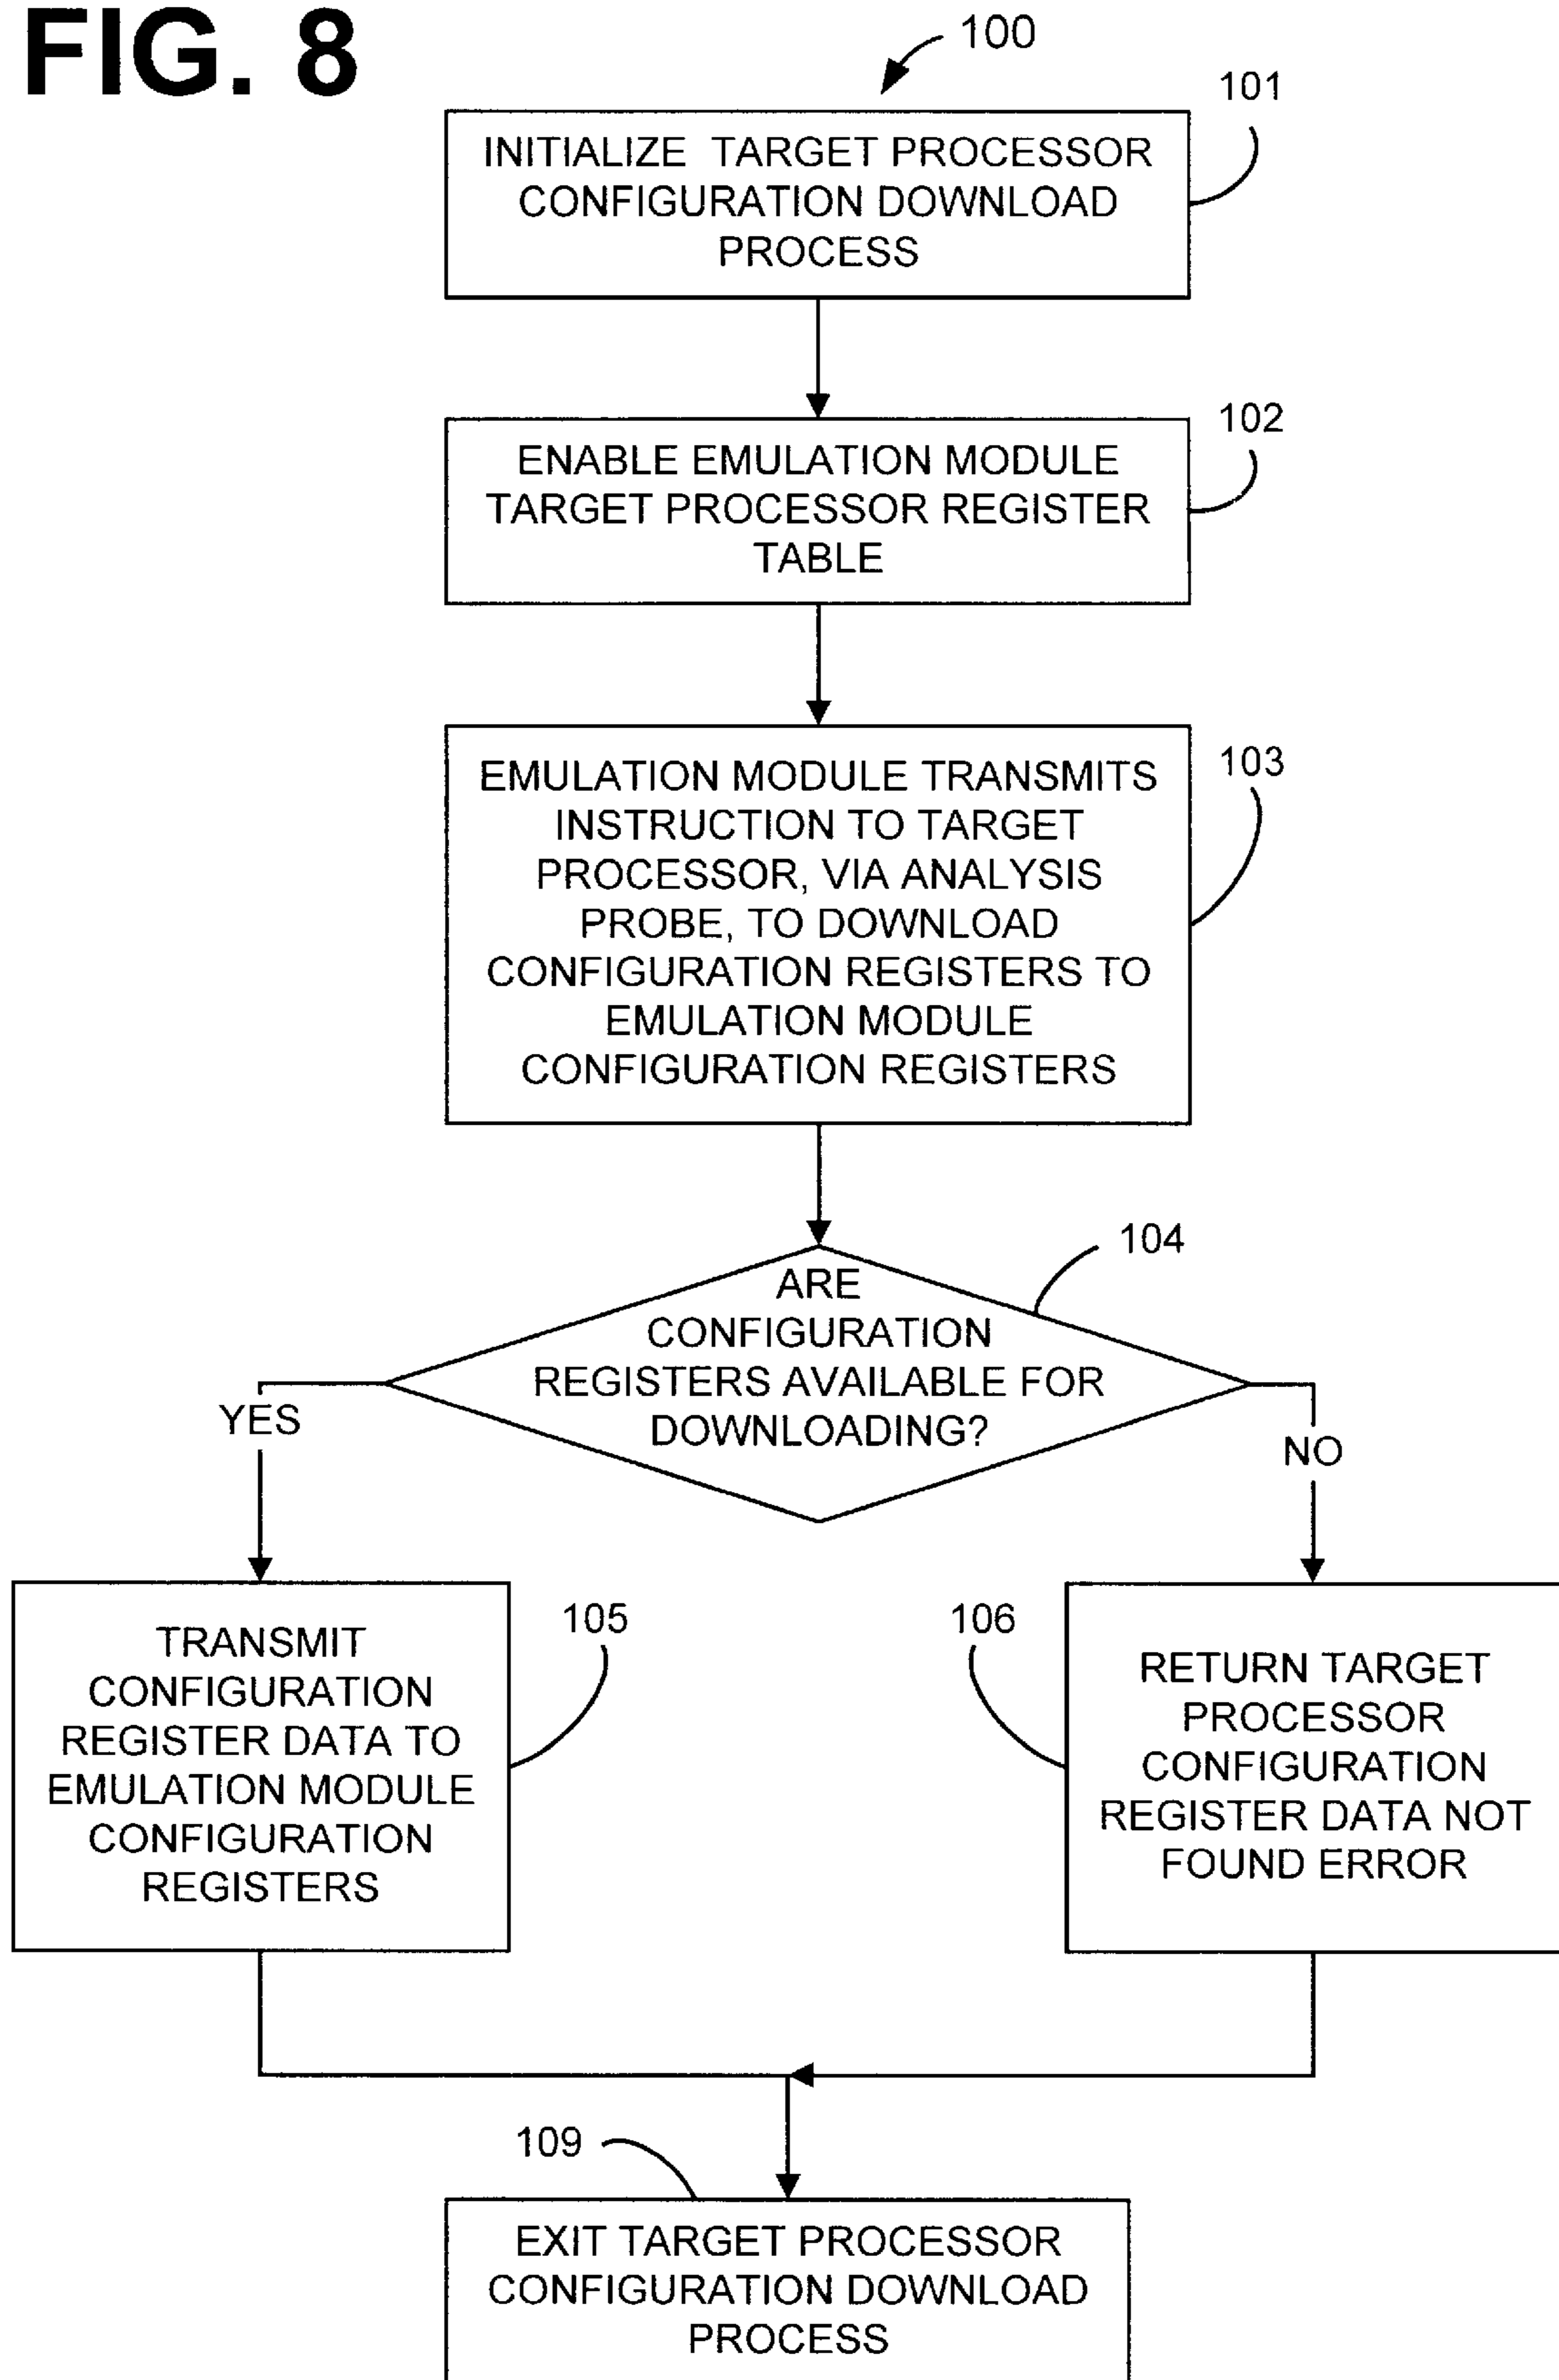 FIG. 8
100
101
INITIALIZE TARGET PROCESSOR
CONFIGURATION DOWNLOAD
PROCESS
102
ENABLE EMULATION MODULE
TARGET PROCESSOR REGISTER
TABLE
103
EMULATION MODULE TRANSMITS
INSTRUCTION TO TARGET
PROCESSOR, VIA ANALYSIS
PROBE, TO DOWNLOAD
CONFIGURATION REGISTERS TO
EMULATION MODULE
CONFIGURATION REGISTERS
104
ARE
CONFIGURATION
REGISTERS AVAILABLE FOR
DOWNLOADING?
YES
NO
105
TRANSMIT
CONFIGURATION
REGISTER DATA TO
EMULATION MODULE
CONFIGURATION
REGISTERS
106
RETURN TARGET
PROCESSOR
CONFIGURATION
REGISTER DATA NOT
FOUND ERROR
109
EXIT TARGET PROCESSOR
CONFIGURATION DOWNLOAD
PROCESS